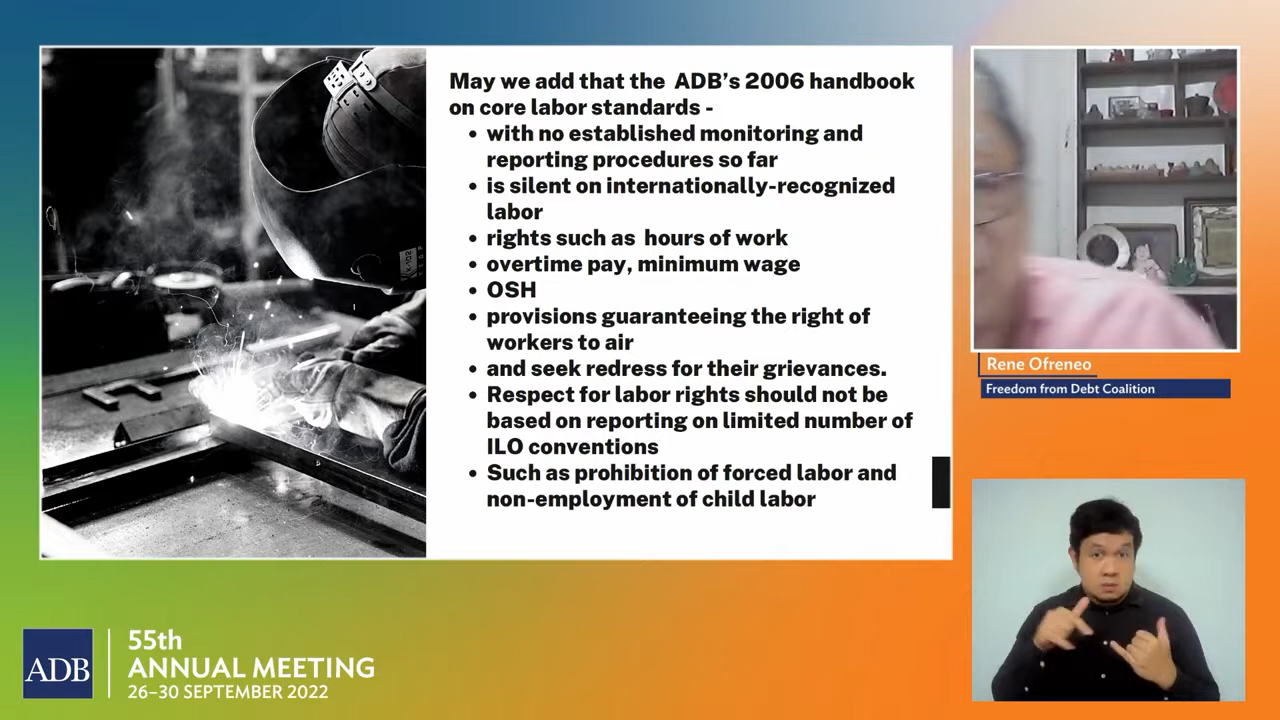 May we add that the ADB's 2006 handbook
on core labor standards -
• with no established monitoring and
reporting procedures so far
• is silent on internationally-recognized
labor
• rights such as hours of work
• overtime pay, minimum wage
• OSH
• provisions guaranteeing the right of
workers to air
• and seek redress for their grievances.
• Respect for labor rights should not be
based on reporting on limited number of
ILO conventions
• Such as prohibition of forced labor and
non-employment of child labor
Rene Ofreneo
Freedom from Debt Coalition
ADB
55th
ANNUAL MEETING
26–30 SEPTEMBER 2022